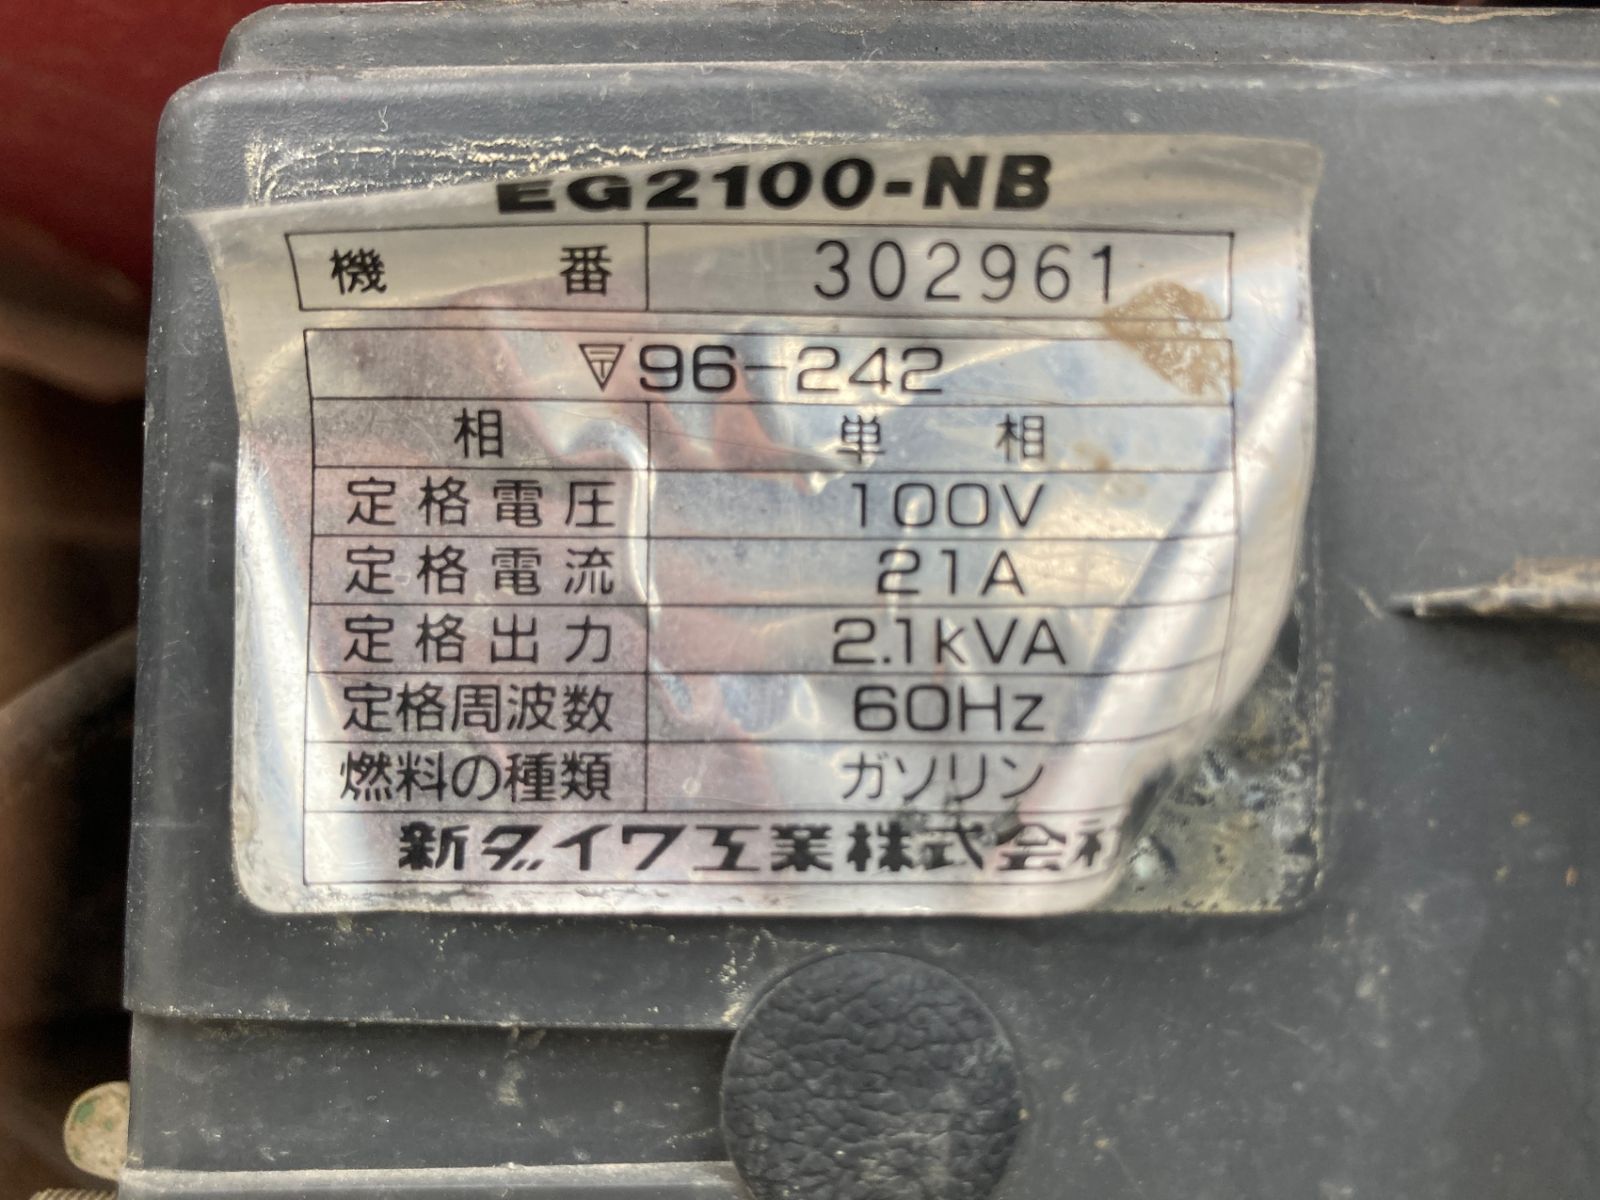 EG2100-NB
機番 302961
〒96-242
相 単相
定格電圧 100V
定格電流 21A
定格出力 2.1kVA
定格周波数 60Hz
燃料の種類 ガソリン
新ダイワ工業株式会社